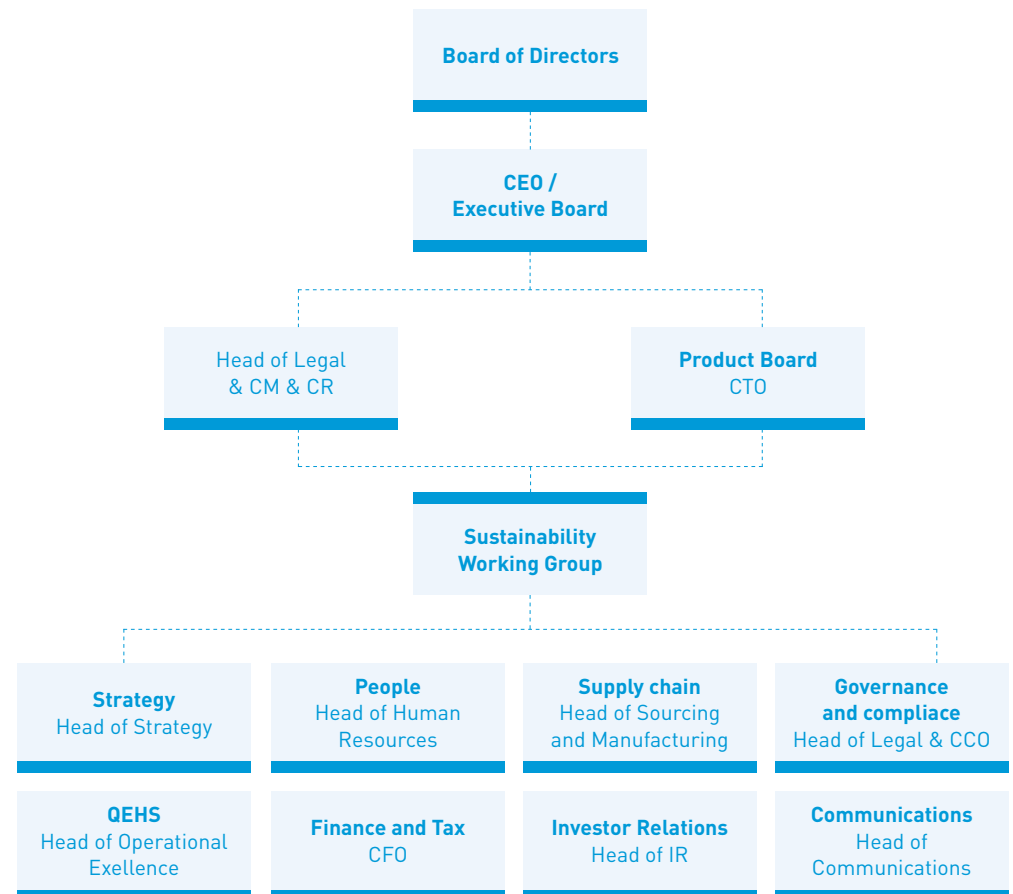 Board of Directors
CEO /
Executive Board
Head of Legal
& CM & CR
Product Board
CTO
Sustainability
Working Group
Strategy
Head of Strategy
People
Head of Human
Resources
Supply chain
Head of Sourcing
and Manufacturing
Governance
and compliace
Head of Legal & CCO
QEHS
Head of Operational
Exellence
Finance and Tax
CFO
Investor Relations
Head of IR
Communications
Head of
Communications